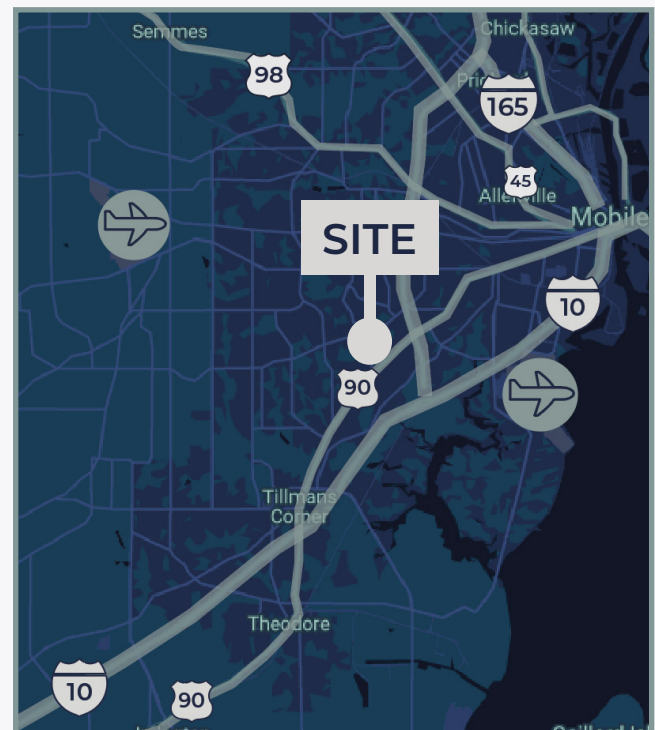 Semmes
Chickasaw
98
165
45
Mobile
SITE
10
90
Tillmans
Corner
Theodore
10
90